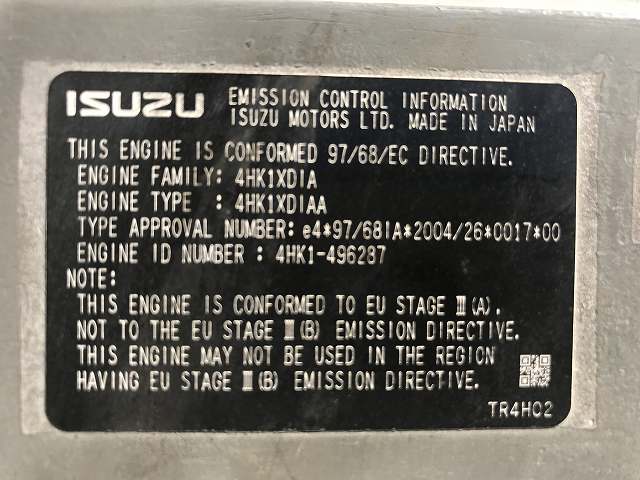 ISUZU EMISSION CONTROL INFORMATION
ISUZU MOTORS LTD. MADE IN JAPAN
THIS ENGINE IS CONFORMED 97/68/EC DIRECTIVE.
ENGINE FAMILY: 4HK1XDIA
ENGINE TYPE : 4HK1XDIAA
TYPE APPROVAL NUMBER: e4*97/68IA*2004/26*0017*00
ENGINE ID NUMBER : 4HK1-496287
NOTE:
THIS ENGINE IS CONFORMED TO EU STAGE Ⅲ(A).
NOT TO THE EU STAGE Ⅲ(B) EMISSION DIRECTIVE.
THIS ENGINE MAY NOT BE USED IN THE REGION
HAVING EU STAGE Ⅲ(B) EMISSION DIRECTIVE.
TR4H02